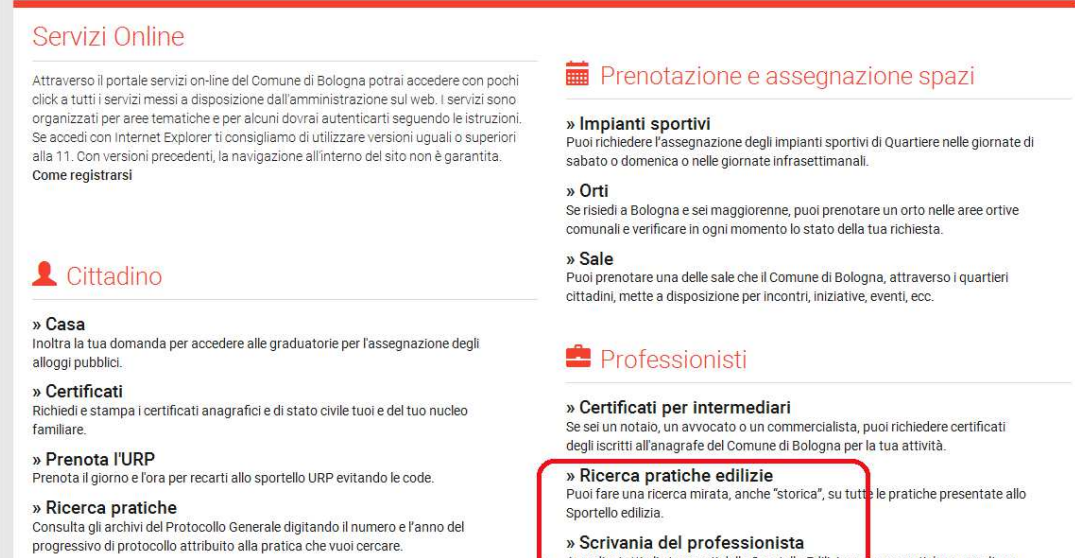 Servizi Online
Attraverso il portale servizi on-line del Comune di Bologna potrai accedere con pochi
click a tutti i servizi messi a disposizione dall'amministrazione sul web. I servizi sono
organizzati per aree tematiche e per alcuni dovrai autenticarti seguendo le istruzioni.
Se accedi con Internet Explorer ti consigliamo di utilizzare versioni uguali o superiori
alla 11. Con versioni precedenti, la navigazione all'interno del sito non è garantita.
Come registrarsi
Cittadino
» Casa
Inoltra la tua domanda per accedere alle graduatorie per l'assegnazione degli
alloggi pubblici.
» Certificati
Richiedi e stampa i certificati anagrafici e di stato civile tuoi e del tuo nucleo
familiare.
» Prenota l'URP
Prenota il giorno e l'ora per recarti allo sportello URP evitando le code.
» Ricerca pratiche
Consulta gli archivi del Protocollo Generale digitando il numero e l'anno del
progressivo di protocollo attribuito alla pratica che vuoi cercare.
Prenotazione e assegnazione spazi
» Impianti sportivi
Puoi richiedere l'assegnazione degli impianti sportivi di Quartiere nelle giornate di
sabato o domenica o nelle giornate infrasettimanali.
» Orti
Se risiedi a Bologna e sei maggiorenne, puoi prenotare un orto nelle aree ortive
comunali e verificare in ogni momento lo stato della tua richiesta.
» Sale
Puoi prenotare una delle sale che il Comune di Bologna, attraverso i quartieri
cittadini, mette a disposizione per incontri, iniziative, eventi, ecc.
Professionisti
» Certificati per intermediari
Se sei un notaio, un avvocato o un commercialista, puoi richiedere certificati
degli iscritti all'anagrafe del Comune di Bologna per la tua attività.
» Ricerca pratiche edilizie
Puoi fare una ricerca mirata, anche "storica", su tutte le pratiche presentate allo
Sportello edilizia.
» Scrivania del professionista